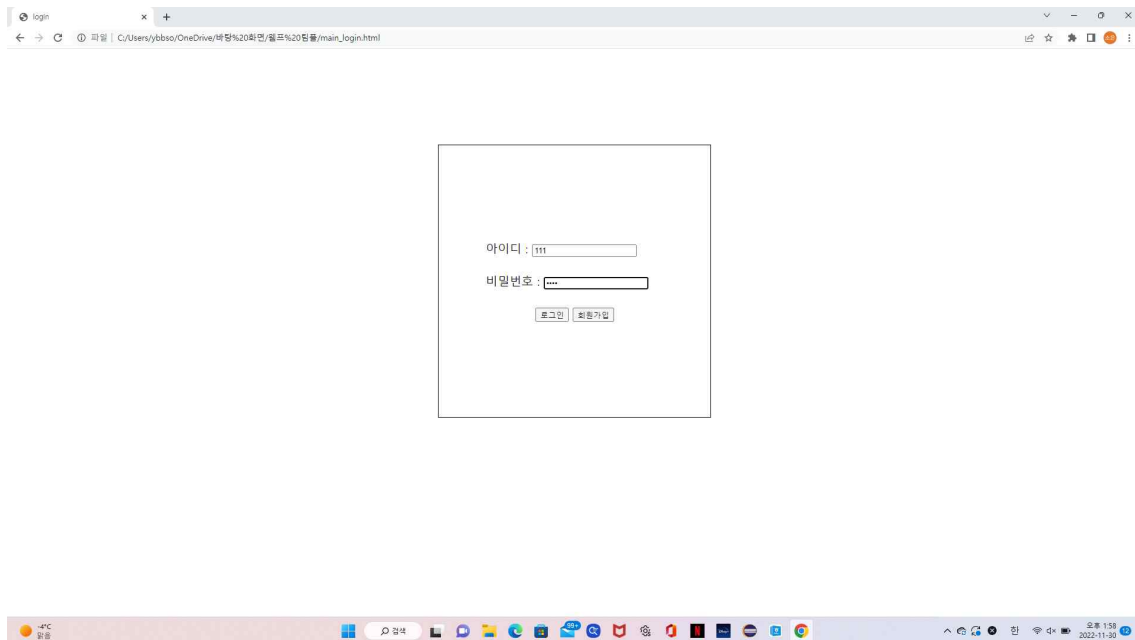 login
파일 C:/Users/ybbso/OneDrive/바탕%20화면/웹프%20팀플/main_login.html
아이디 : 111
비밀번호 : ••••
로그인 회원가입
-4°C
맑음
검색
99+
한
오후 1:58
2022-11-30
12